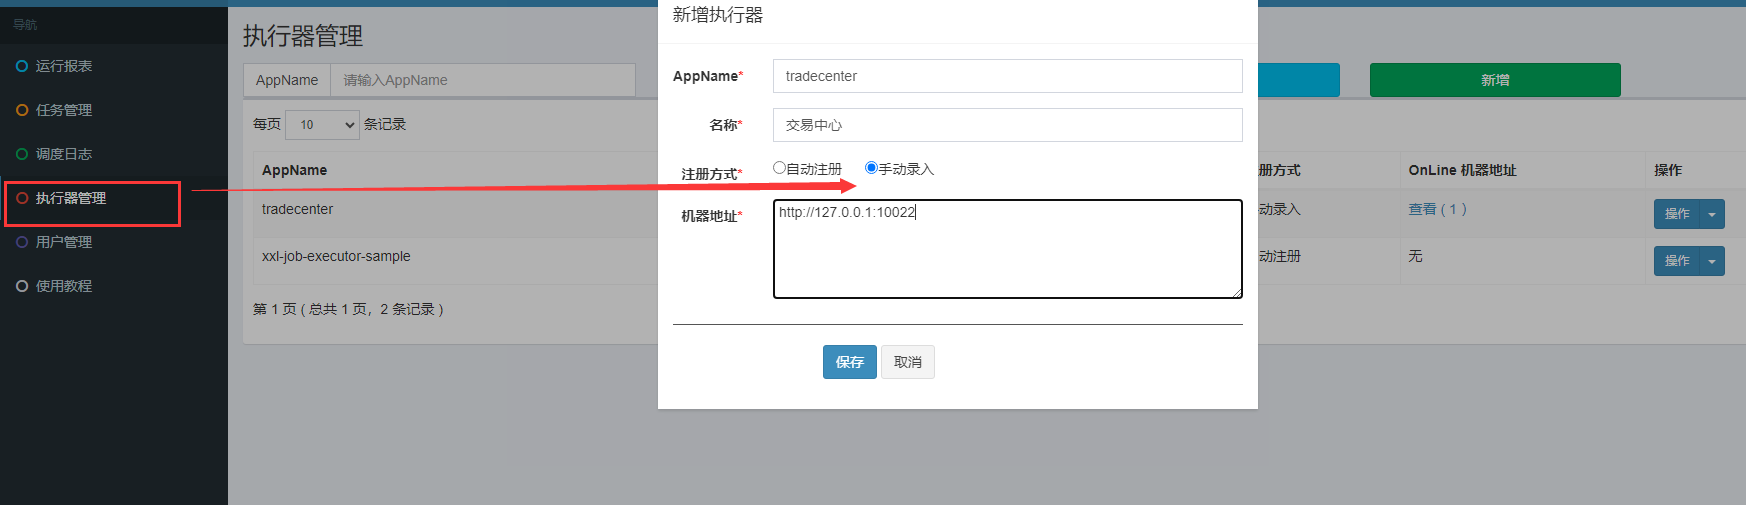 导航
运行报表
任务管理
调度日志
执行器管理
用户管理
使用教程
执行器管理
AppName 请输入AppName
新增
每页 10 条记录
AppName
册方式 OnLine 机器地址 操作
tradecenter
动录入 查看 ( 1 ) 操作
xxl-job-executor-sample
动注册 无 操作
第 1 页 ( 总共 1 页，2 条记录 )
新增执行器
AppName* tradecenter
名称* 交易中心
注册方式* 自动注册 手动录入
机器地址* http://127.0.0.1:10022
保存 取消